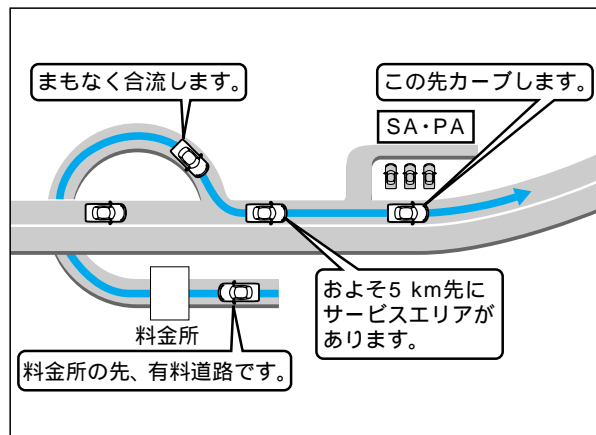 まもなく合流します。
この先カーブします。
SA・PA
およそ5 km先に
サービスエリアが
あります。
料金所
料金所の先、有料道路です。